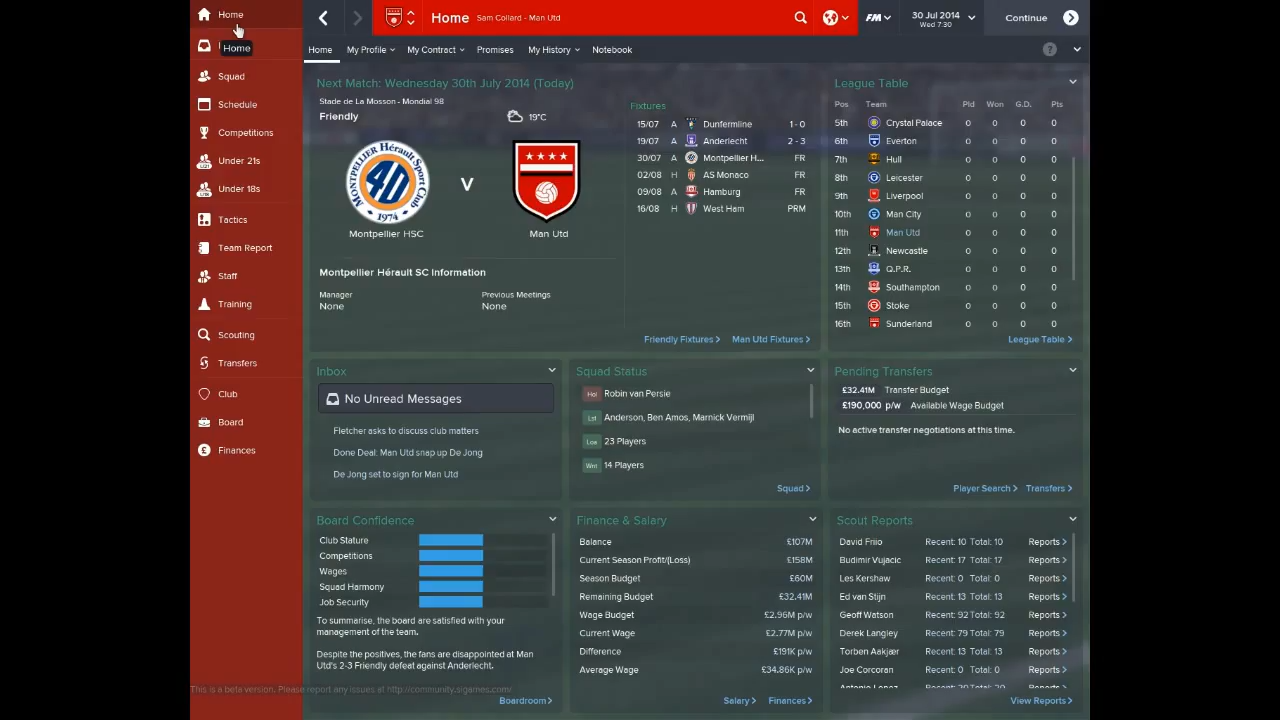 Home
Home
Squad
Schedule
Competitions
Under 21s
Under 18s
Tactics
Team Report
Staff
Training
Scouting
Transfers
Club
Board
Finances
Home Sam Collard - Man Utd
FM
30 Jul 2014
Wed 7:30
Continue
Home My Profile My Contract Promises My History Notebook
?
Next Match: Wednesday 30th July 2014 (Today)
Stade de La Mosson - Mondial 98
Friendly
19°C
1974
V
Montpellier HSC
Man Utd
Montpellier Hérault SC Information
Manager
None
Previous Meetings
None
Fixtures
15/07 A Dunfermline 1 - 0
19/07 A Anderlecht 2 - 3
30/07 A Montpellier H... FR
02/08 H AS Monaco FR
09/08 A Hamburg FR
16/08 H West Ham PRM
Friendly Fixtures > Man Utd Fixtures >
League Table
Pos Team Pld Won G.D. Pts
5th Crystal Palace 0 0 0 0
6th Everton 0 0 0 0
7th Hull 0 0 0 0
8th Leicester 0 0 0 0
9th Liverpool 0 0 0 0
10th Man City 0 0 0 0
11th Man Utd 0 0 0 0
12th Newcastle 0 0 0 0
13th Q.P.R. 0 0 0 0
14th Southampton 0 0 0 0
15th Stoke 0 0 0 0
16th Sunderland 0 0 0 0
League Table >
Inbox
No Unread Messages
Fletcher asks to discuss club matters
Done Deal: Man Utd snap up De Jong
De Jong set to sign for Man Utd
Squad Status
Hol Robin van Persie
Lst Anderson, Ben Amos, Marnick Vermijl
Loa 23 Players
Wnt 14 Players
Squad >
Pending Transfers
£32.41M Transfer Budget
£190,000 p/w Available Wage Budget
No active transfer negotiations at this time.
Player Search > Transfers >
Board Confidence
Club Stature
Competitions
Wages
Squad Harmony
Job Security
To summarise, the board are satisfied with your
management of the team.
Despite the positives, the fans are disappointed at Man
Utd's 2-3 Friendly defeat against Anderlecht.
Boardroom >
Finance & Salary
Balance £107M
Current Season Profit/(Loss) £158M
Season Budget £60M
Remaining Budget £32.41M
Wage Budget £2.96M p/w
Current Wage £2.77M p/w
Difference £191K p/w
Average Wage £34.86K p/w
Salary > Finances >
Scout Reports
David Friio Recent: 10 Total: 10 Reports >
Budimir Vujacic Recent: 17 Total: 17 Reports >
Les Kershaw Recent: 0 Total: 0 Reports >
Ed van Stijn Recent: 13 Total: 13 Reports >
Geoff Watson Recent: 92 Total: 92 Reports >
Derek Langley Recent: 79 Total: 79 Reports >
Torben Aakjær Recent: 13 Total: 13 Reports >
Joe Corcoran Recent: 0 Total: 0 Reports >
View Reports >
This is a beta version. Please report any issues at http://community.sigames.com/